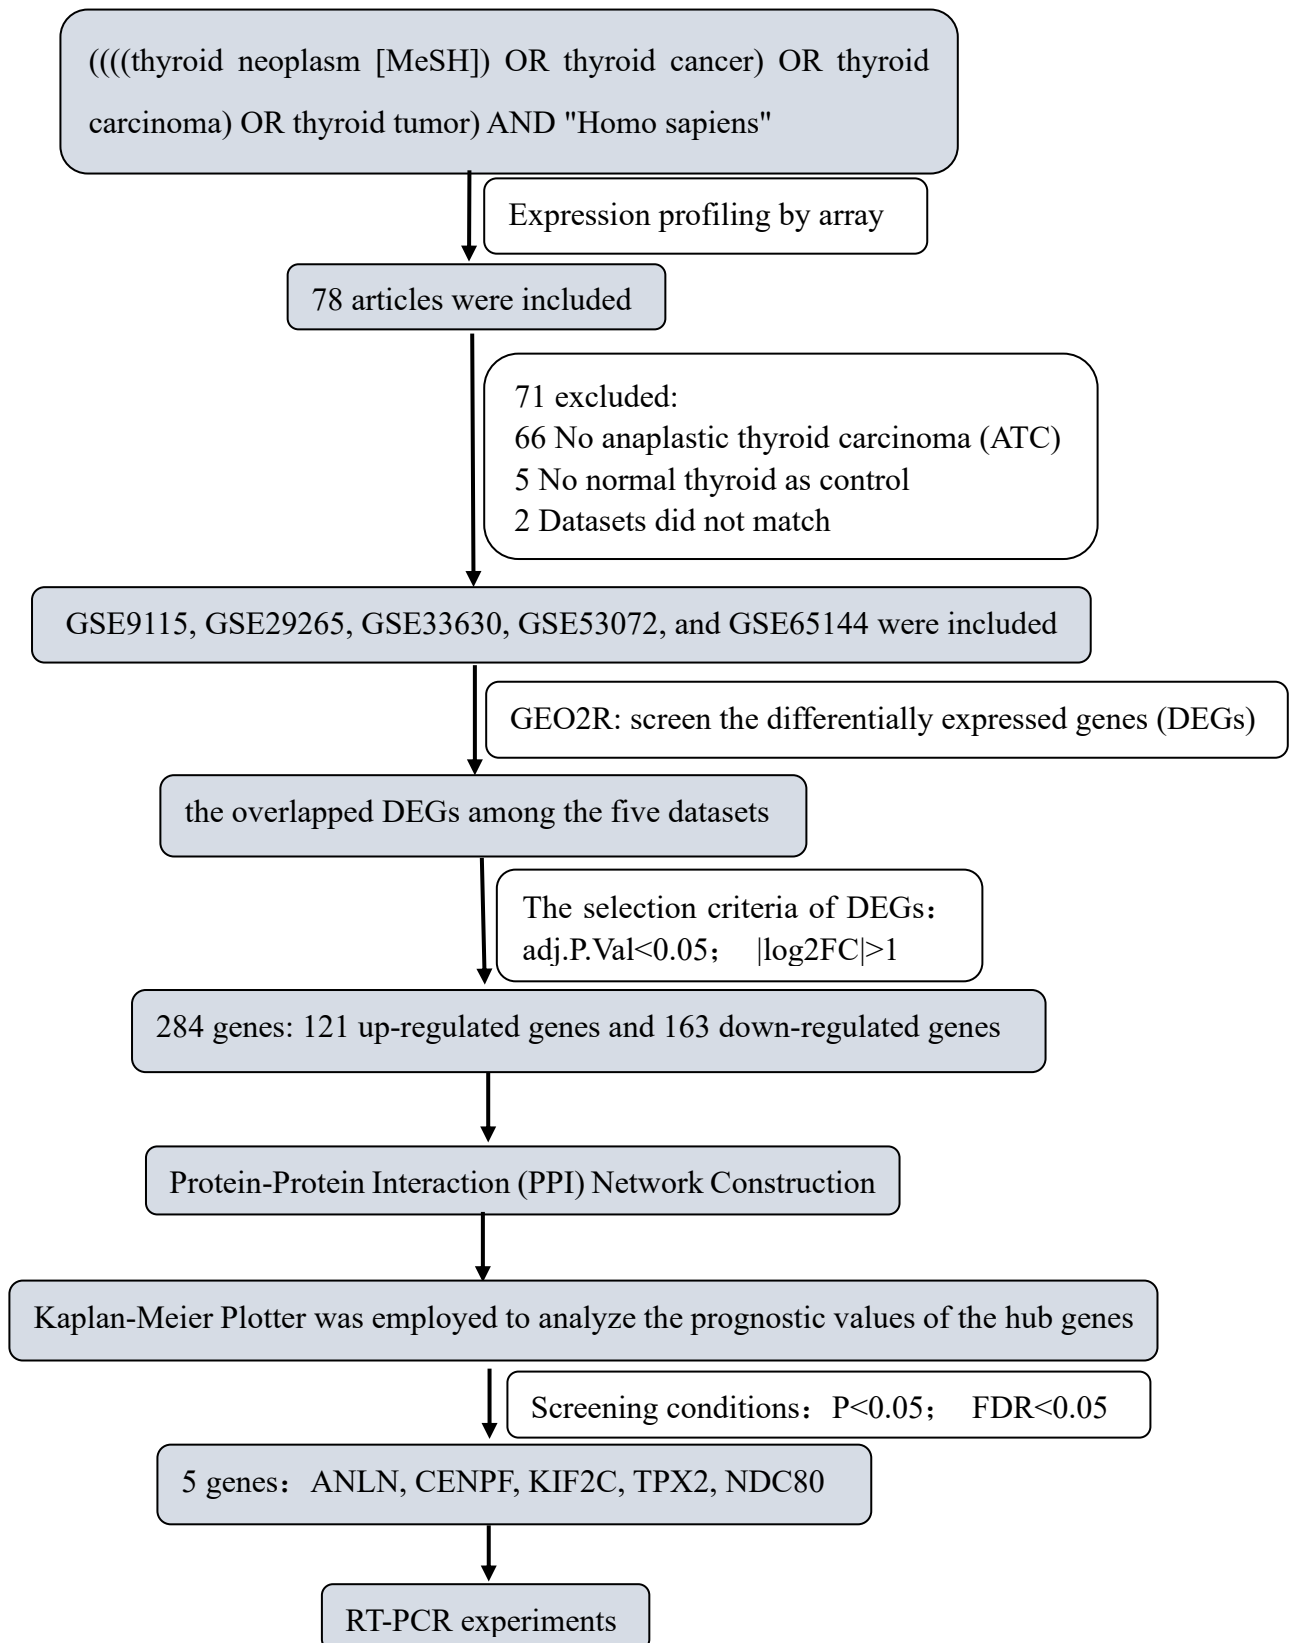 ((((thyroid neoplasm [MeSH]) OR thyroid cancer) OR thyroid
carcinoma) OR thyroid tumor) AND "Homo sapiens"
Expression profiling by array
78 articles were included
71 excluded:
66 No anaplastic thyroid carcinoma (ATC)
5 No normal thyroid as control
2 Datasets did not match
GSE9115, GSE29265, GSE33630, GSE53072, and GSE65144 were included
GEO2R: screen the differentially expressed genes (DEGs)
the overlapped DEGs among the five datasets
The selection criteria of DEGs：
adj.P.Val<0.05； |log2FC|>1
284 genes: 121 up-regulated genes and 163 down-regulated genes
Protein-Protein Interaction (PPI) Network Construction
Kaplan-Meier Plotter was employed to analyze the prognostic values of the hub genes
Screening conditions：P<0.05； FDR<0.05
5 genes：ANLN, CENPF, KIF2C, TPX2, NDC80
RT-PCR experiments